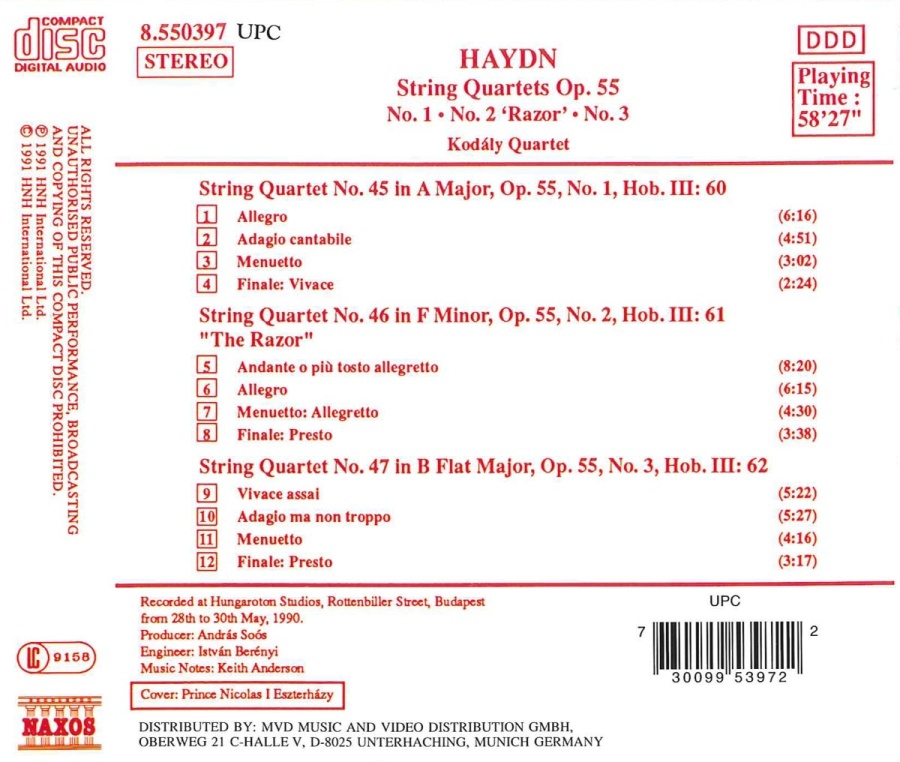 COMPACT
disc
DIGITAL AUDIO
8.550397 UPC
STEREO
HAYDN
String Quartets Op. 55
No. 1 • No. 2 ‘Razor’ • No. 3
Kodály Quartet
DDD
Playing
Time :
58’27"
ALL RIGHTS RESERVED.
UNAUTHORISED PUBLIC PERFORMANCE, BROADCASTING
AND COPYING OF THIS COMPACT DISC PROHIBITED.
℗ 1991 HNH International Ltd.
© 1991 HNH International Ltd.
String Quartet No. 45 in A Major, Op. 55, No. 1, Hob. III: 60
1 Allegro (6:16)
2 Adagio cantabile (4:51)
3 Menuetto (3:02)
4 Finale: Vivace (2:24)
String Quartet No. 46 in F Minor, Op. 55, No. 2, Hob. III: 61
"The Razor"
5 Andante o più tosto allegretto (8:20)
6 Allegro (6:15)
7 Menuetto: Allegretto (4:30)
8 Finale: Presto (3:38)
String Quartet No. 47 in B Flat Major, Op. 55, No. 3, Hob. III: 62
9 Vivace assai (5:22)
10 Adagio ma non troppo (5:27)
11 Menuetto (4:16)
12 Finale: Presto (3:17)
Recorded at Hungaroton Studios, Rottenbiller Street, Budapest
from 28th to 30th May, 1990.
Producer: András Soós
Engineer: István Berényi
Music Notes: Keith Anderson
Cover: Prince Nicolas I Eszterházy
UPC
7 30099 53972 2
LC 9158
NAXOS
DISTRIBUTED BY: MVD MUSIC AND VIDEO DISTRIBUTION GMBH,
OBERWEG 21 C-HALLE V, D-8025 UNTERHACHING, MUNICH GERMANY